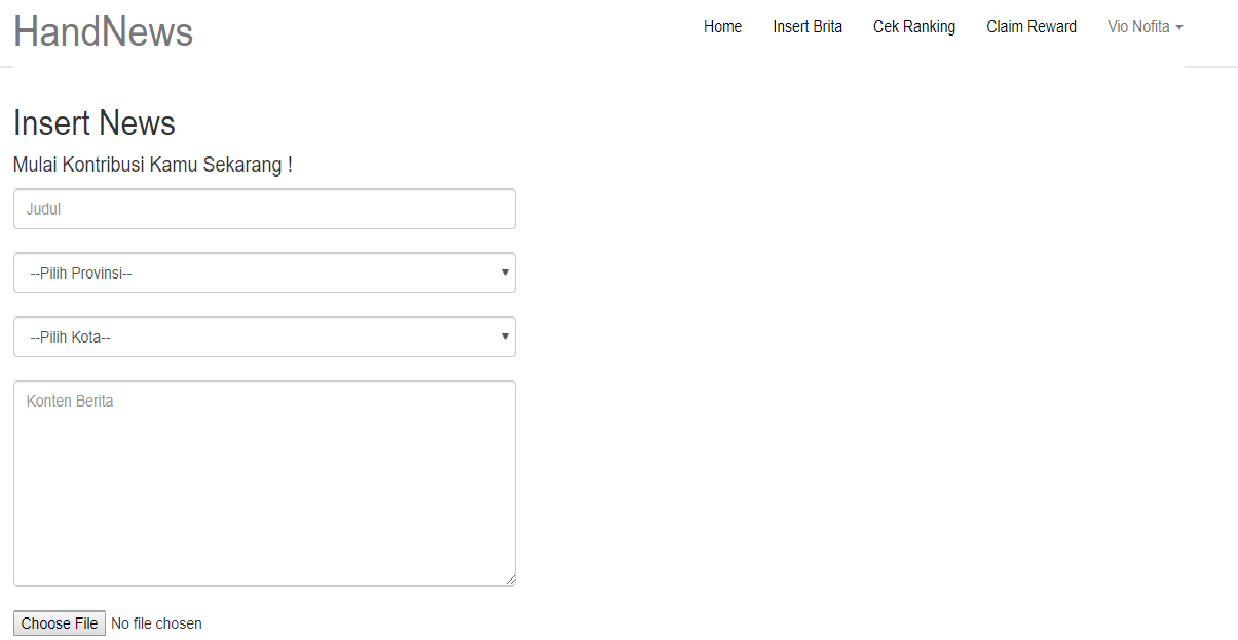 HandNews
Home Insert Brita Cek Ranking Claim Reward Vio Nofita
Insert News
Mulai Kontribusi Kamu Sekarang !
Judul
--Pilih Provinsi--
--Pilih Kota--
Konten Berita
Choose File No file chosen